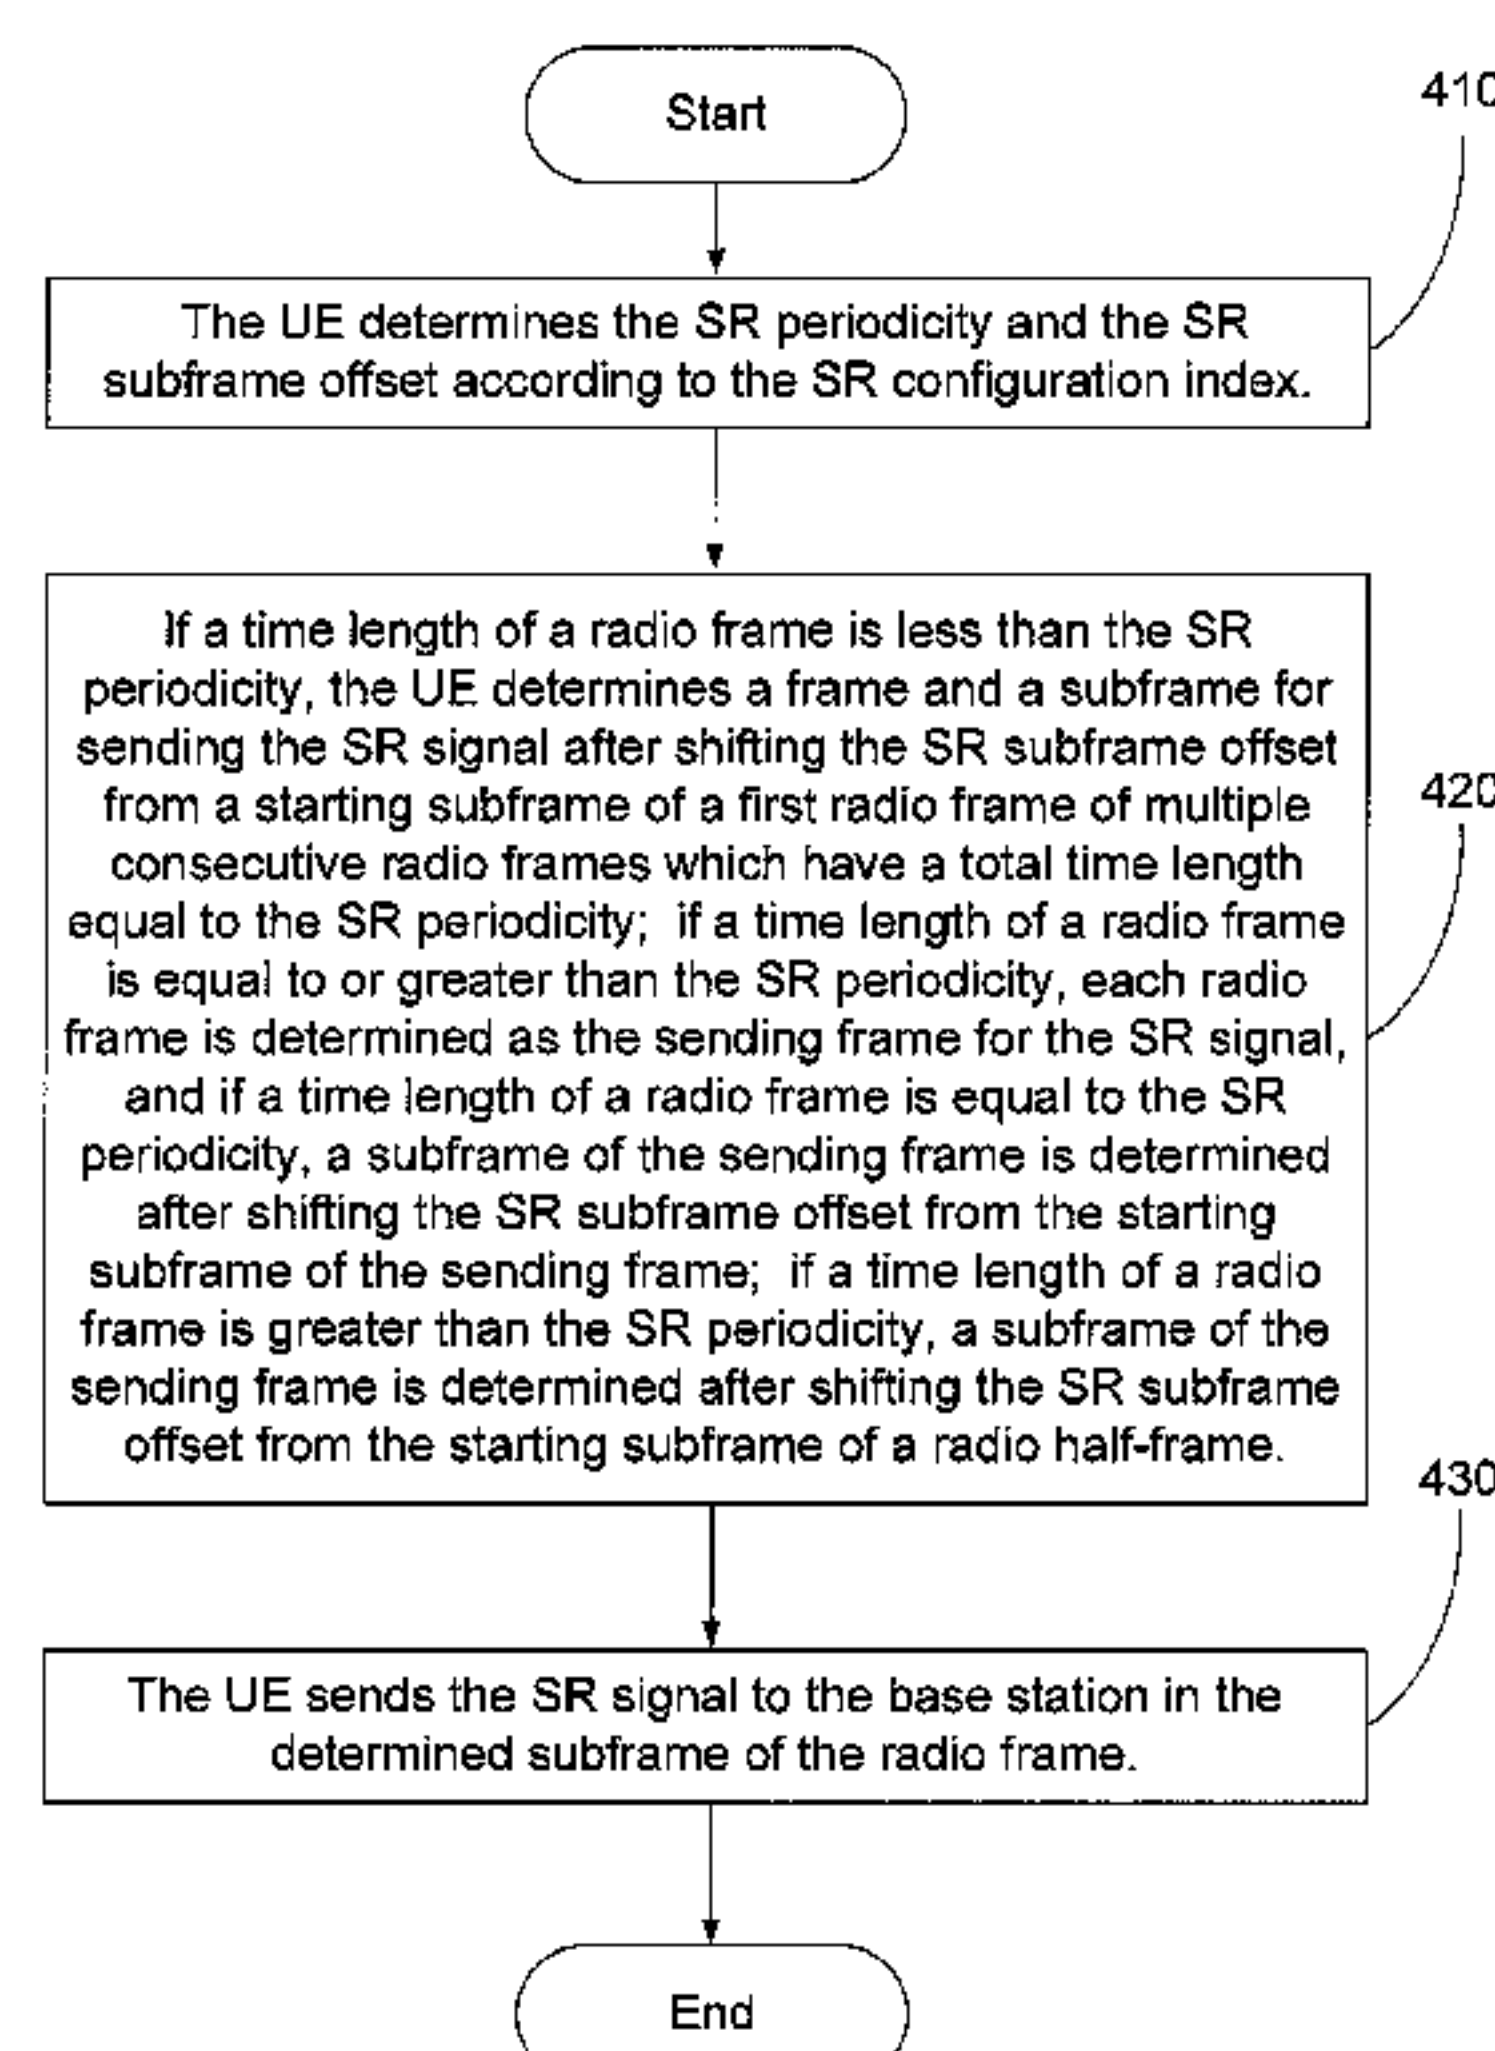 Start
410
The UE determines the SR periodicity and the SR
subframe offset according to the SR configuration index.
If a time length of a radio frame is less than the SR
periodicity, the UE determines a frame and a subframe for
sending the SR signal after shifting the SR subframe offset
from a starting subframe of a first radio frame of multiple
consecutive radio frames which have a total time length
equal to the SR periodicity; if a time length of a radio frame
is equal to or greater than the SR periodicity, each radio
frame is determined as the sending frame for the SR signal,
and if a time length of a radio frame is equal to the SR
periodicity, a subframe of the sending frame is determined
after shifting the SR subframe offset from the starting
subframe of the sending frame; if a time length of a radio
frame is greater than the SR periodicity, a subframe of the
sending frame is determined after shifting the SR subframe
offset from the starting subframe of a radio half-frame.
420
430
The UE sends the SR signal to the base station in the
determined subframe of the radio frame.
End